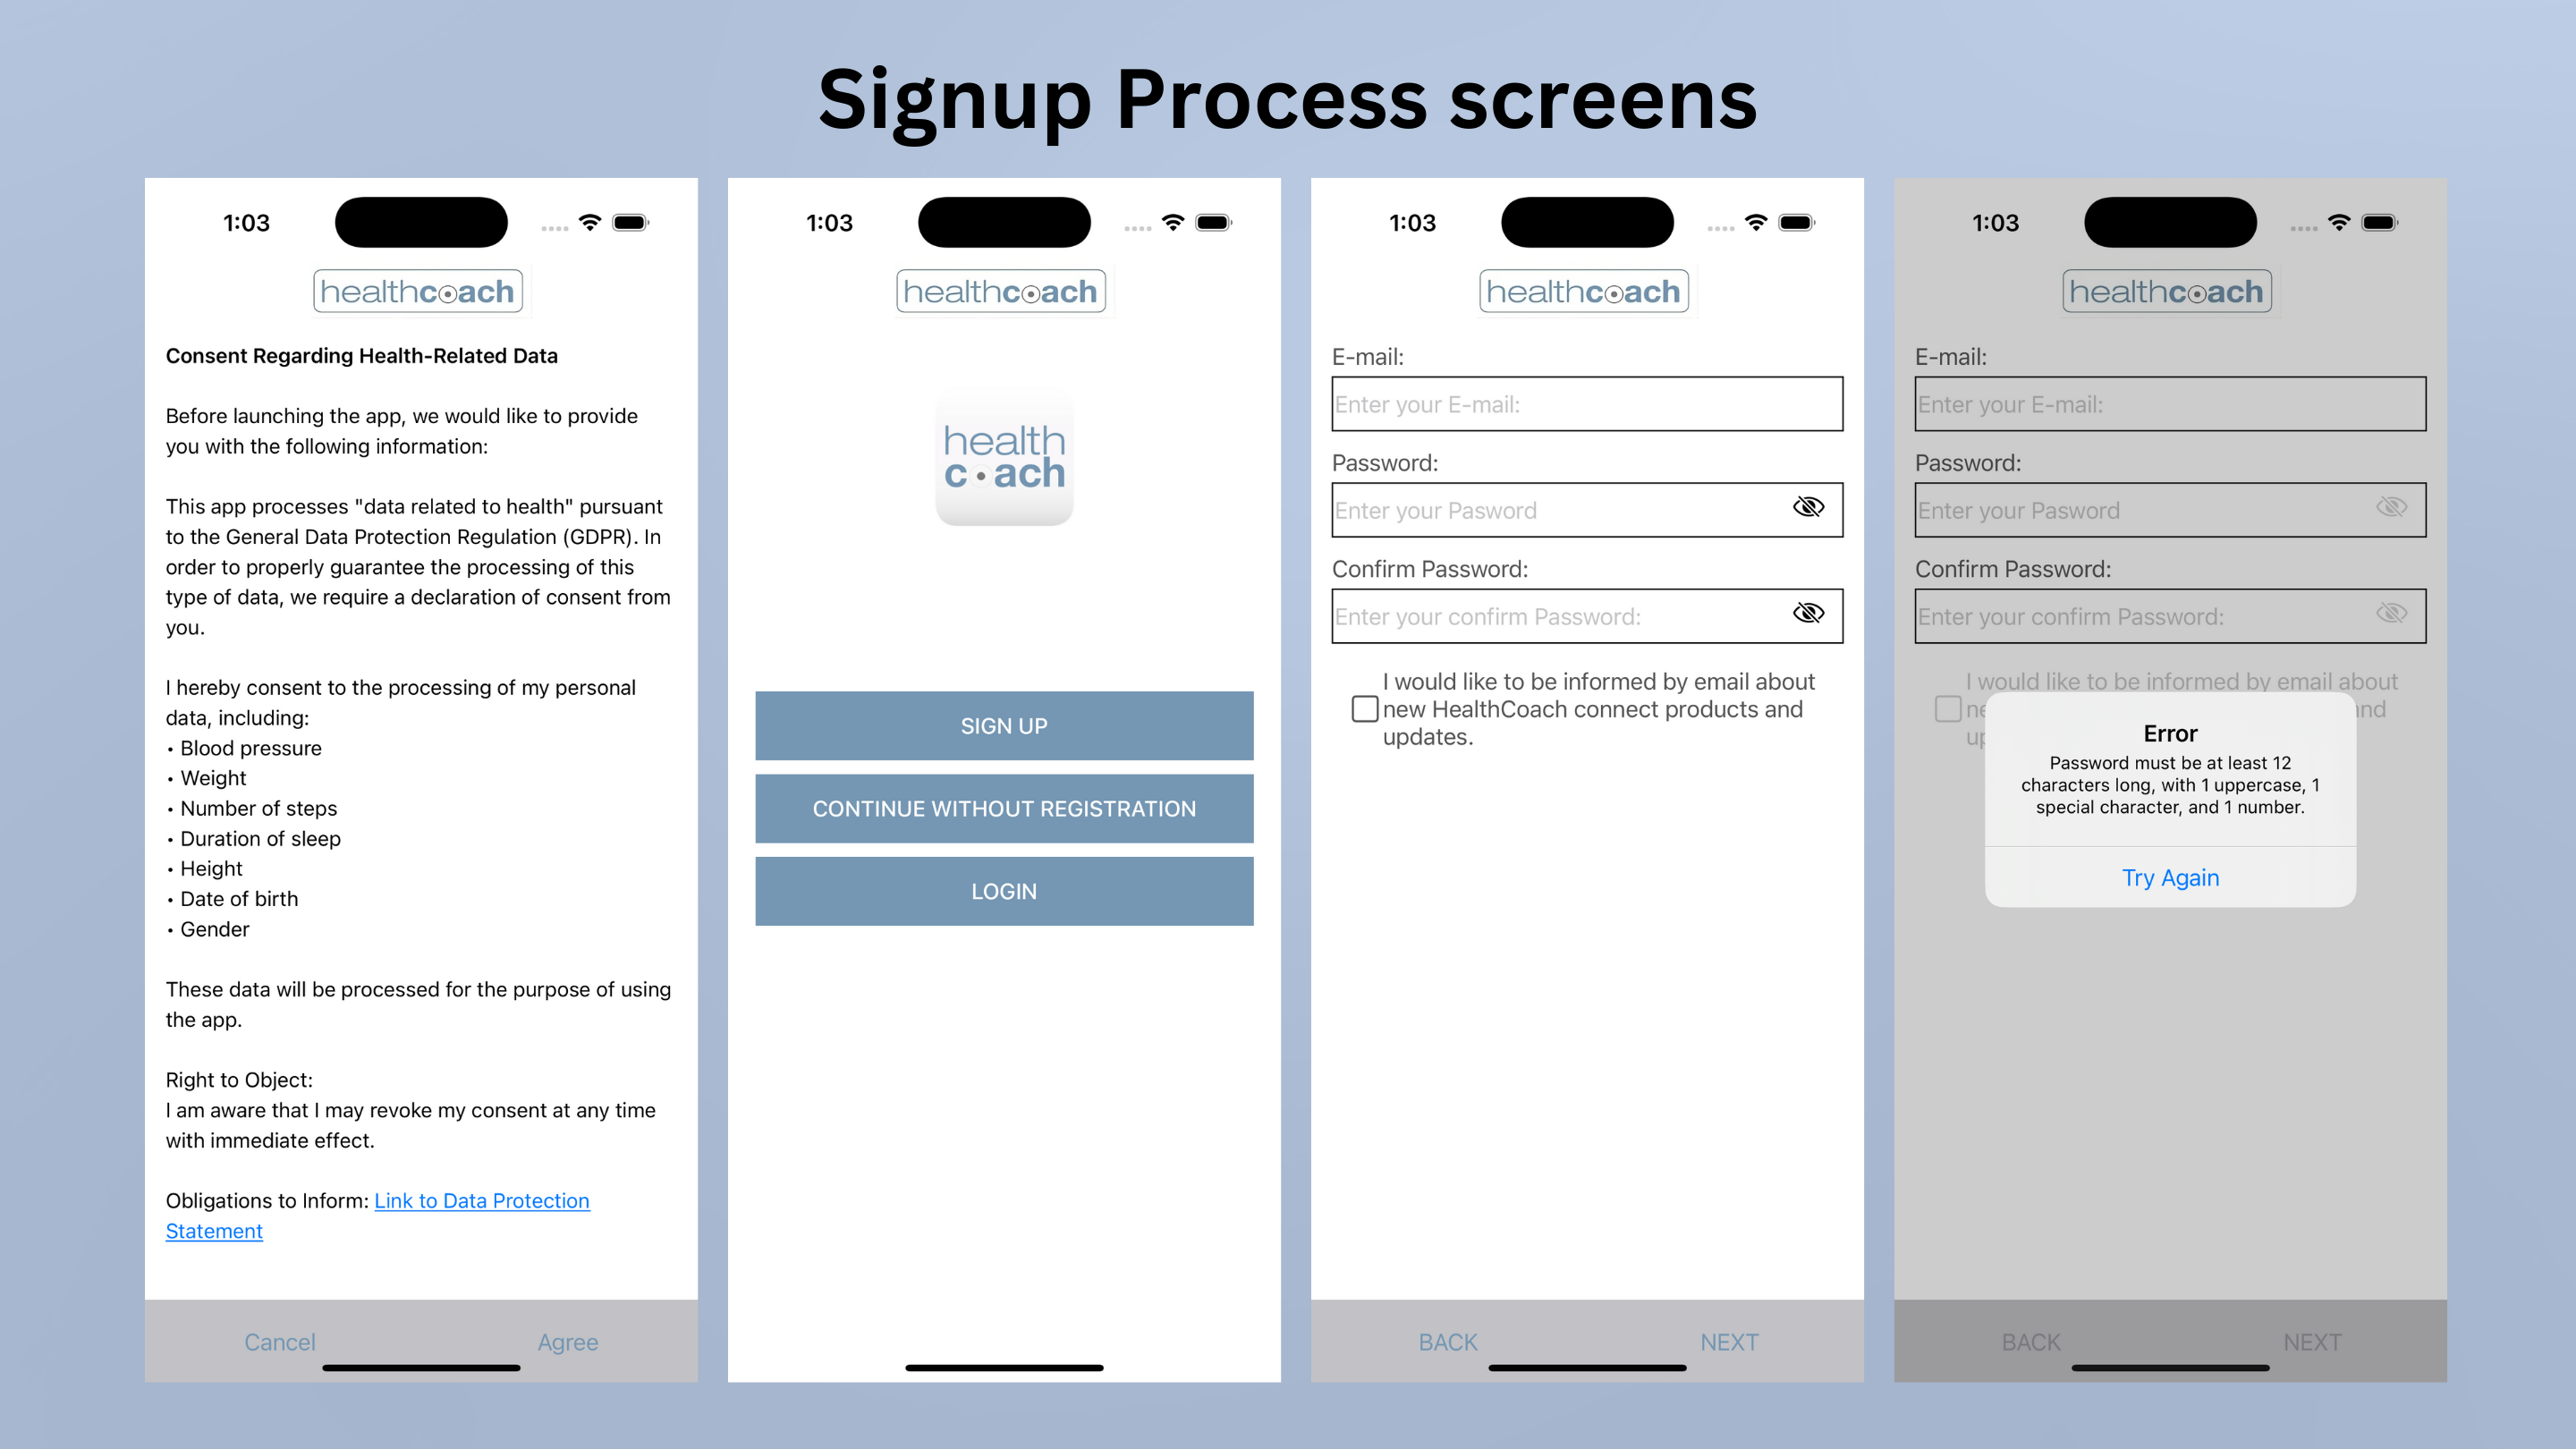 Signup Process screens
1:03
healthcoach
Consent Regarding Health-Related Data
Before launching the app, we would like to provide
you with the following information:
This app processes "data related to health" pursuant
to the General Data Protection Regulation (GDPR). In
order to properly guarantee the processing of this
type of data, we require a declaration of consent from
you.
I hereby consent to the processing of my personal
data, including:
• Blood pressure
• Weight
• Number of steps
• Duration of sleep
• Height
• Date of birth
• Gender
These data will be processed for the purpose of using
the app.
Right to Object:
I am aware that I may revoke my consent at any time
with immediate effect.
Obligations to Inform: Link to Data Protection
Statement
Cancel Agree
1:03
healthcoach
health
coach
SIGN UP
CONTINUE WITHOUT REGISTRATION
LOGIN
1:03
healthcoach
E-mail:
Enter your E-mail:
Password:
Enter your Pasword
Confirm Password:
Enter your confirm Password:
I would like to be informed by email about
new HealthCoach connect products and
updates.
BACK NEXT
1:03
healthcoach
E-mail:
Enter your E-mail:
Password:
Enter your Pasword
Confirm Password:
Enter your confirm Password:
I would like to be informed by email about
Error
Password must be at least 12
characters long, with 1 uppercase, 1
special character, and 1 number.
Try Again
BACK NEXT